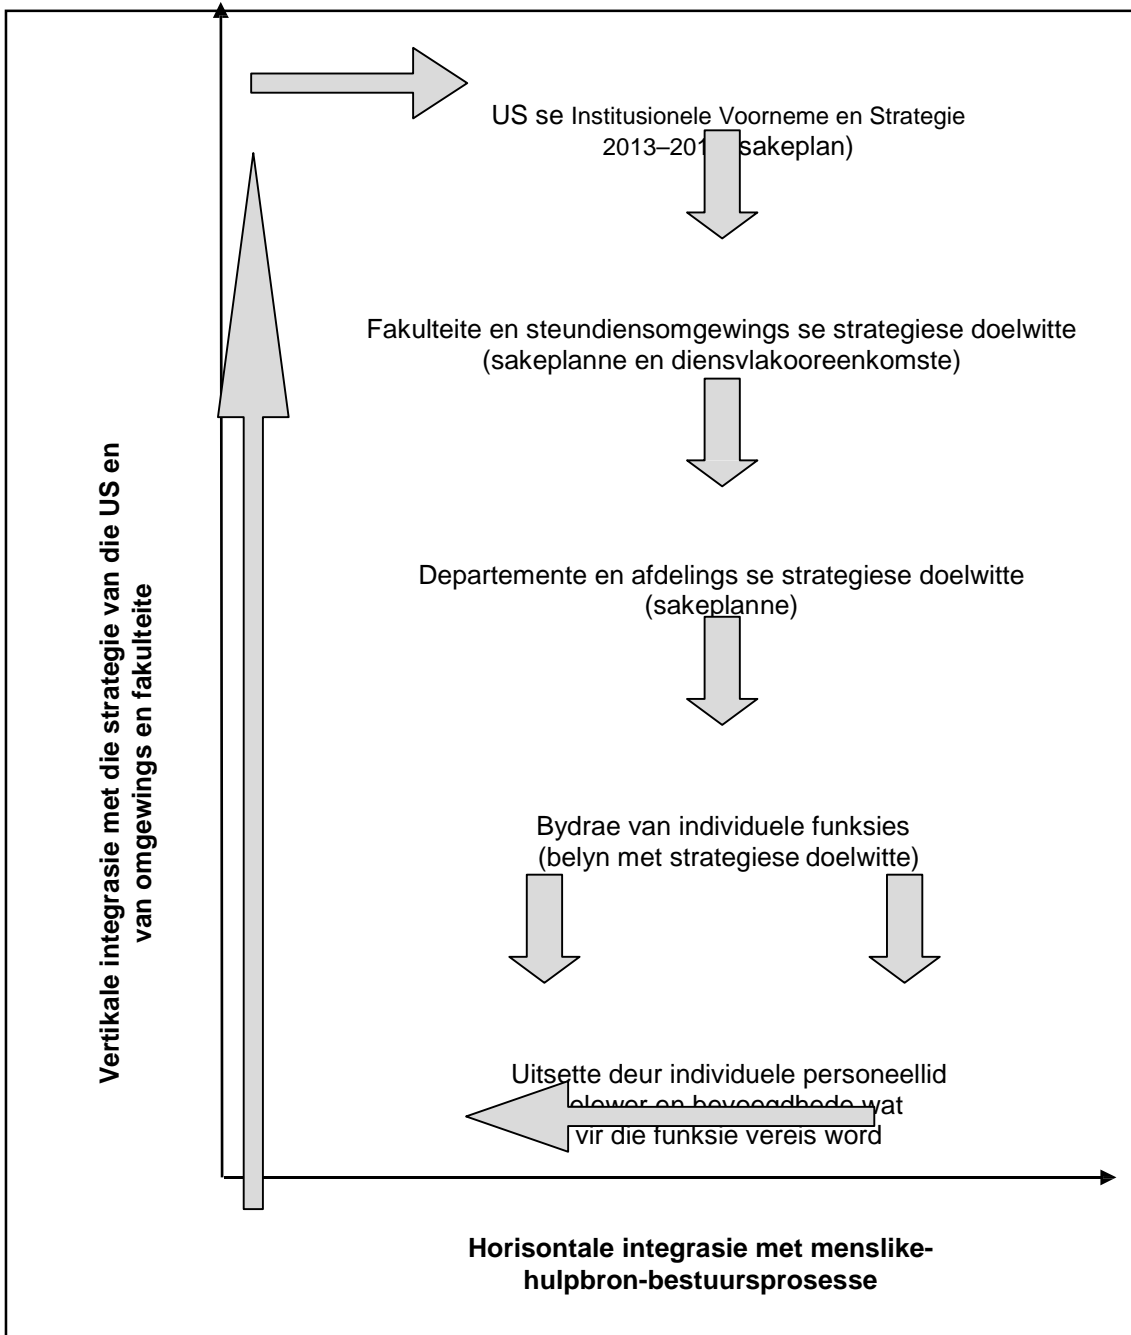 US se Institusionele Voorneme en Strategie
2013–201 sakeplan)
Fakulteite en steundiensomgewings se strategiese doelwitte
(sakeplanne en diensvlakooreenkomste)
Departemente en afdelings se strategiese doelwitte
(sakeplanne)
Bydrae van individuele funksies
(belyn met strategiese doelwitte)
Uitsette deur individuele personeellid
en bevoegdhede wat
vir die funksie vereis word
Vertikale integrasie met die strategie van die US en
van omgewings en fakulteite
Horisontale integrasie met menslike-
hulpbron-bestuursprosesse